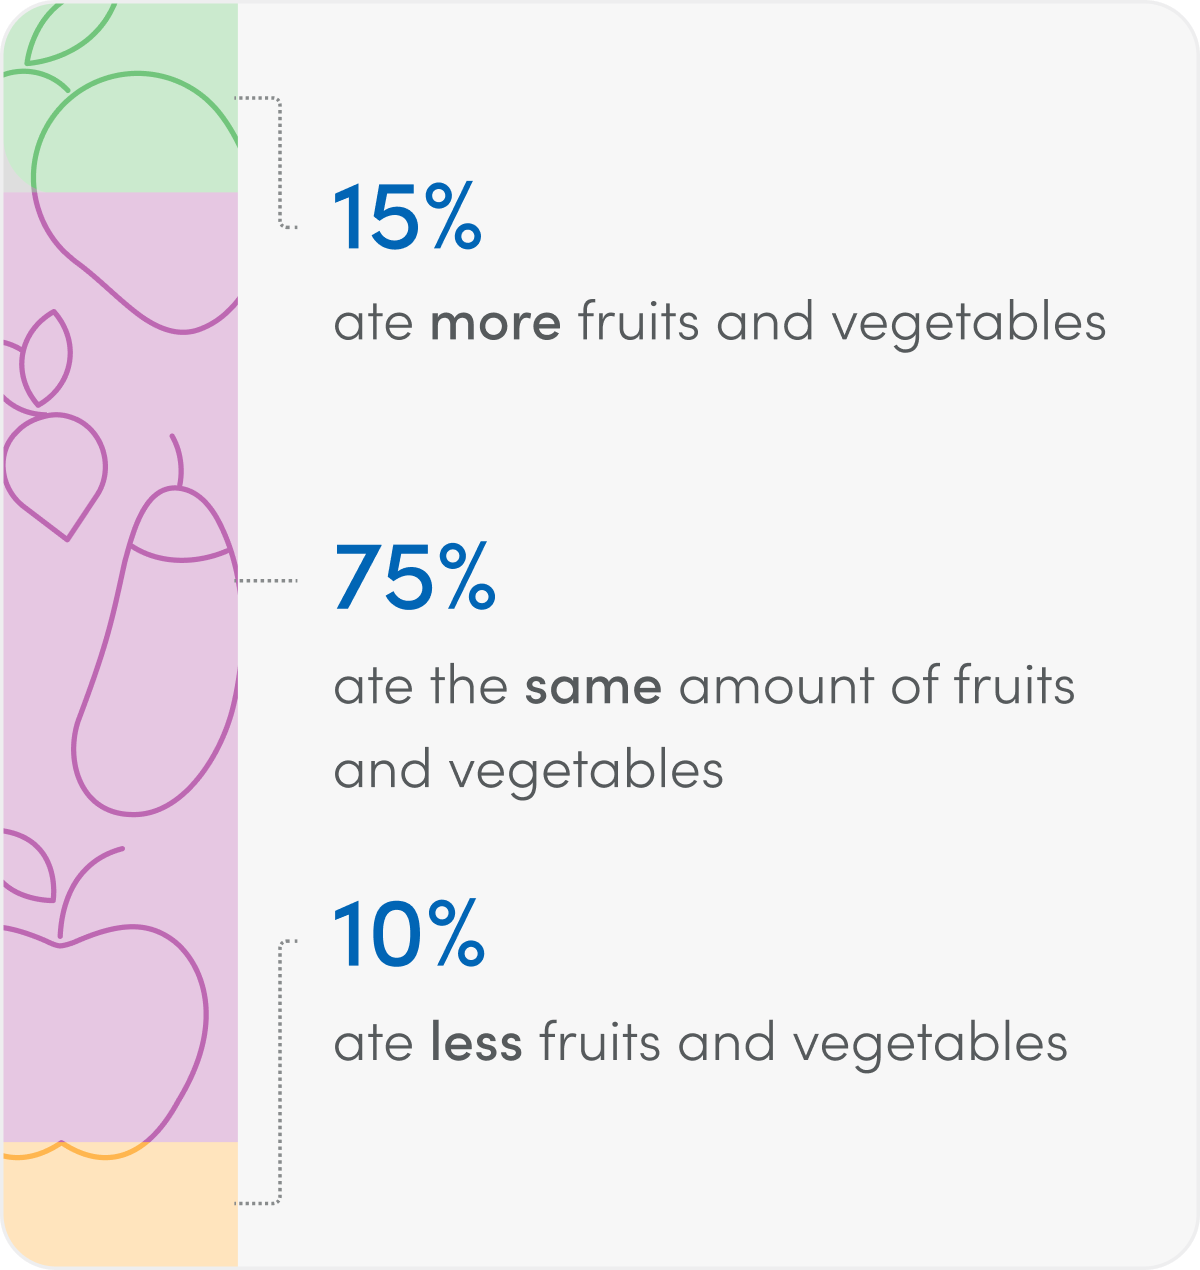 15%
ate more fruits and vegetables
75%
ate the same amount of fruits
and vegetables
10%
ate less fruits and vegetables